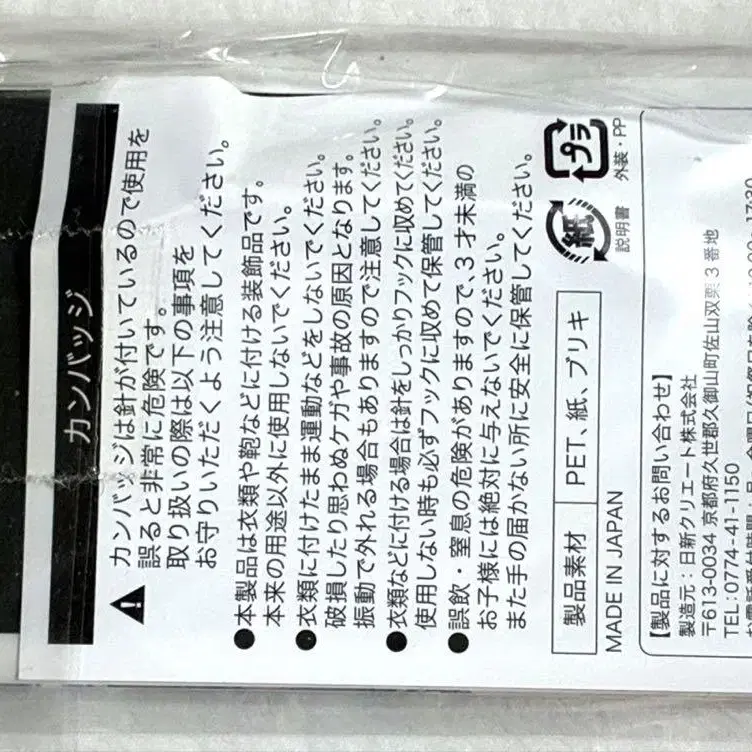 カンバッジ
カンバッジは針が付いているので使用を
誤ると非常に危険です。
取り扱いの際は以下の事項を
お守りいただくよう注意してください。
●本製品は衣類や鞄などに付ける装飾品です。
本来の用途以外に使用しないでください。
●衣類に付けたまま運動などをしないでください。
破損したり思わぬケガや事故の原因となります。
振動で外れる場合もありますので注意してください。
●衣類などに付ける場合は針をしっかりフックに収めてください。
使用しない時も必ずフックに収めて保管してください。
●誤飲・窒息の危険がありますので、3才未満の
お子様には絶対に与えないでください。
また手の届かない所に安全に保管してください。
製品素材 PET、紙、ブリキ
紙
説明書
プラ
外装・PP
MADE IN JAPAN
【製品に対するお問い合わせ】
製造元：日新クリエート株式会社
〒613-0034 京都府久世郡久御山町佐山双栗3番地
TEL:0774-41-1150